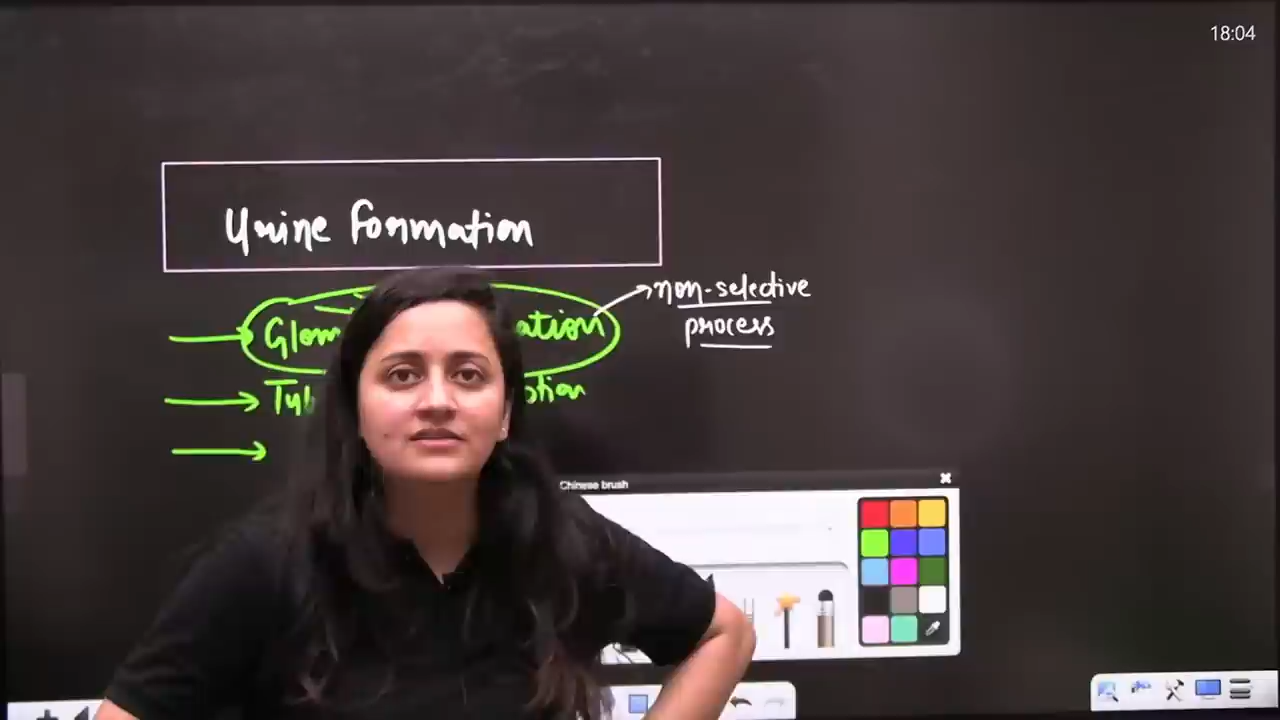 18:04
Urine Formation
non-selective
process
Chinese brush